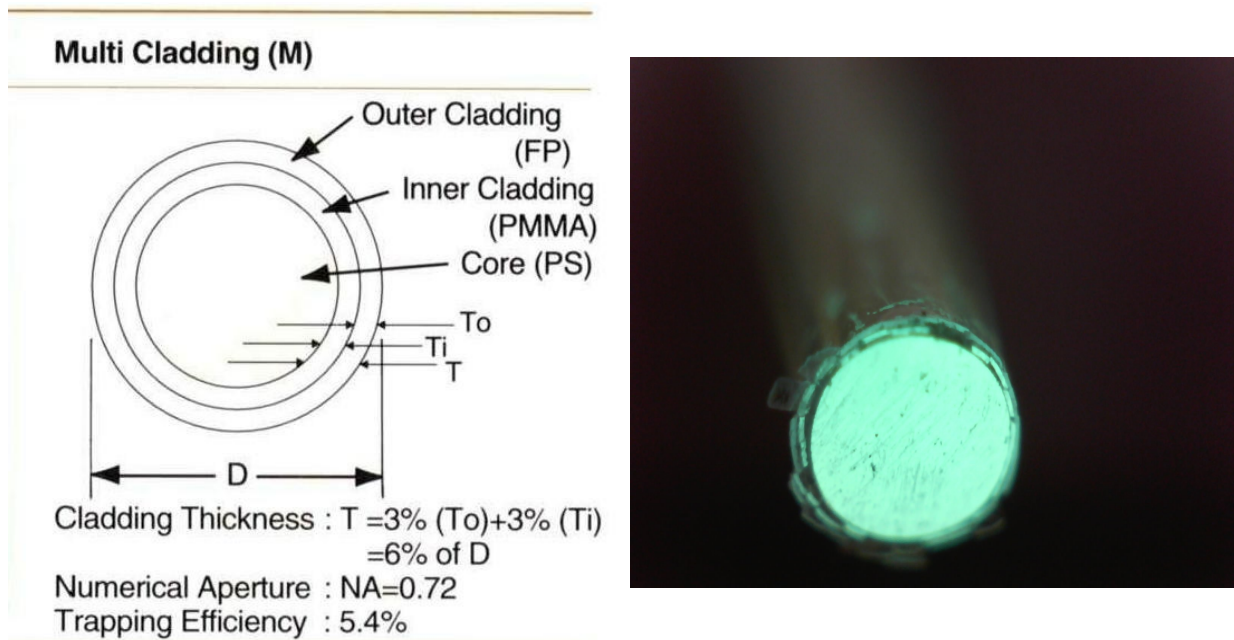 Multi Cladding (M)
Outer Cladding
(FP)
Inner Cladding
(PMMA)
Core (PS)
To
Ti
T
D
Cladding Thickness : T =3% (To)+3% (Ti)
=6% of D
Numerical Aperture : NA=0.72
Trapping Efficiency : 5.4%